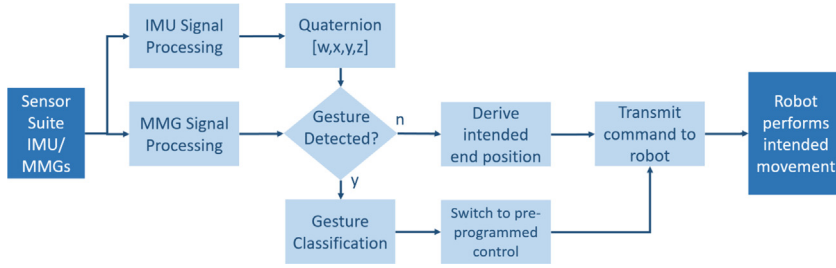 Sensor
Suite
IMU/
MMGs
IMU Signal
Processing
Quaternion
[w,x,y,z]
MMG Signal
Processing
Gesture
Detected?
n
y
Derive
intended
end position
Transmit
command to
robot
Robot
performs
intended
movement
Gesture
Classification
Switch to pre-
programmed
control